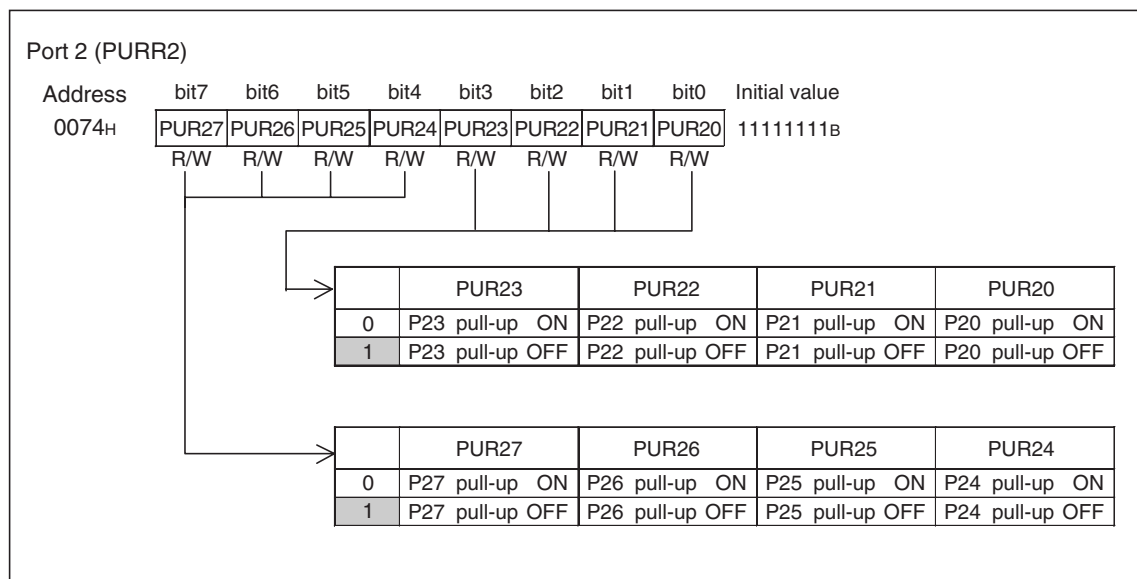 Port 2 (PURR2)
Address bit7 bit6 bit5 bit4 bit3 bit2 bit1 bit0 Initial value
0074H PUR27 PUR26 PUR25 PUR24 PUR23 PUR22 PUR21 PUR20 11111111B
R/W R/W R/W R/W R/W R/W R/W R/W
PUR23 PUR22 PUR21 PUR20
0 P23 pull-up ON P22 pull-up ON P21 pull-up ON P20 pull-up ON
1 P23 pull-up OFF P22 pull-up OFF P21 pull-up OFF P20 pull-up OFF
PUR27 PUR26 PUR25 PUR24
0 P27 pull-up ON P26 pull-up ON P25 pull-up ON P24 pull-up ON
1 P27 pull-up OFF P26 pull-up OFF P25 pull-up OFF P24 pull-up OFF